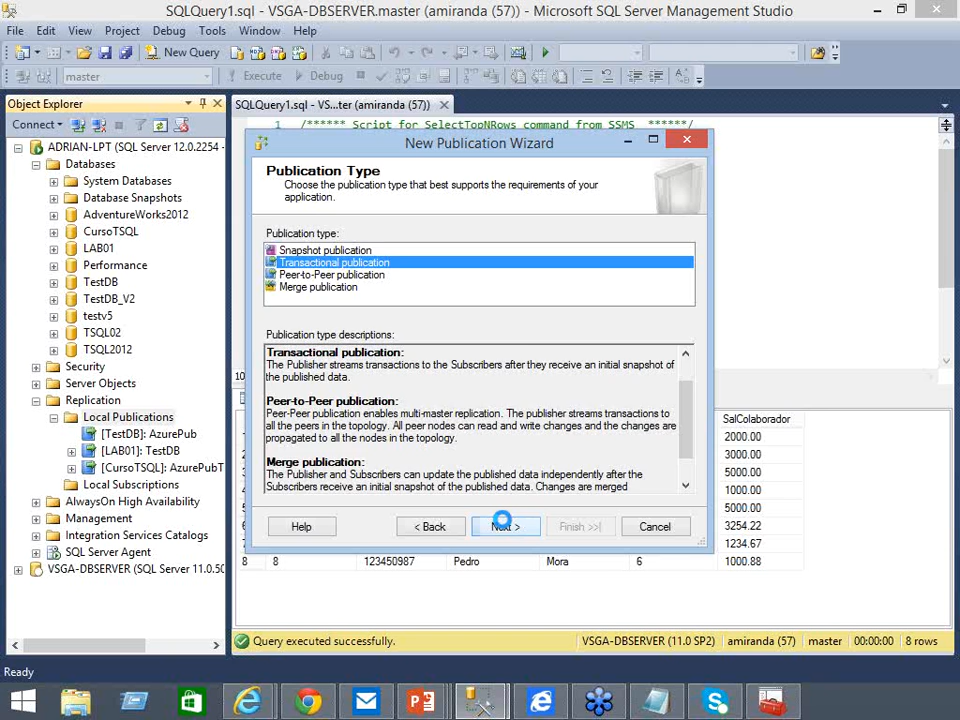 SQLQuery1.sql - VSGA-DBSERVER.master (amiranda (57)) - Microsoft SQL Server Management Studio
File Edit View Project Debug Tools Window Help
New Query
master Execute Debug
Object Explorer
SQLQuery1.sql - VS...ter (amiranda (57))
Connect
1 /****** Script for SelectTopNRows command from SSMS ******/
ADRIAN-LPT (SQL Server 12.0.2254 -
Databases
System Databases
Database Snapshots
AdventureWorks2012
CursoTSQL
LAB01
Performance
TestDB
TestDB_V2
testv5
TSQL02
TSQL2012
Security
Server Objects
Replication
Local Publications
[TestDB]: AzurePub
[LAB01]: TestDB
[CursoTSQL]: AzurePubT
Local Subscriptions
AlwaysOn High Availability
Management
Integration Services Catalogs
SQL Server Agent
VSGA-DBSERVER (SQL Server 11.0.50
New Publication Wizard
Publication Type
Choose the publication type that best supports the requirements of your
application.
Publication type:
Snapshot publication
Transactional publication
Peer-to-Peer publication
Merge publication
Publication type descriptions:
Transactional publication:
The Publisher streams transactions to the Subscribers after they receive an initial snapshot of
the published data.
Peer-to-Peer publication:
Peer-Peer publication enables multi-master replication. The publisher streams transactions to
all the peers in the topology. All peer nodes can read and write changes and the changes are
propagated to all the nodes in the topology.
Merge publication:
The Publisher and Subscribers can update the published data independently after the
Subscribers receive an initial snapshot of the published data. Changes are merged
Help < Back Next > Finish >>| Cancel
10
SalColaborador
2000.00
3000.00
5000.00
1000.00
5000.00
3254.22
1234.67
8 8 123450987 Pedro Mora 6 1000.88
Query executed successfully. VSGA-DBSERVER (11.0 SP2) amiranda (57) master 00:00:00 8 rows
Ready